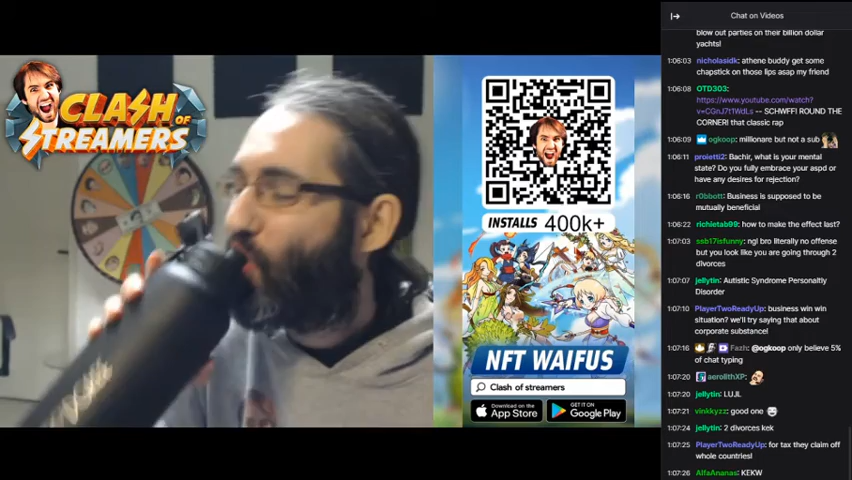 Chat on Videos
blow out parties on their billion dollar
yachts!
1:06:03 nicholasidk: athene buddy get some
chapstick on those lips asap my friend
1:06:08 OTD303:
https://www.youtube.com/watch?
v=CGnJ7t1WdLs -- SCHWFF! ROUND THE
CORNER! that classic rap
1:06:09 ogkoop: millionare but not a sub
1:06:11 proietti2: Bachir, what is your mental
state? Do you fully embrace your aspd or
have any desires for rejection?
1:06:16 r0bbott: Business is supposed to be
mutually beneficial
1:06:22 richietab99: how to make the effect last?
1:07:03 ssb17isfunny: ngl bro literally no offense
but you look like you are going through 2
divorces
1:07:07 jellytin: Autistic Syndrome Personaltiy
Disorder
1:07:10 PlayerTwoReadyUp: business win win
situation? we'll try saying that about
corporate substance!
1:07:16 Fazit: @ogkoop only believe 5%
of chat typing
1:07:20 aerolithXP:
1:07:20 jellytin: LUJL
1:07:21 vinkkyzz: good one
1:07:24 jellytin: 2 divorces kek
1:07:25 PlayerTwoReadyUp: for tax they claim off
whole countries!
1:07:26 AlfaAnanas: KEKW
CLASH OF
STREAMERS
INSTALLS 400k+
NFT WAIFUS
Clash of streamers
Download on the
App Store
GET IT ON
Google Play